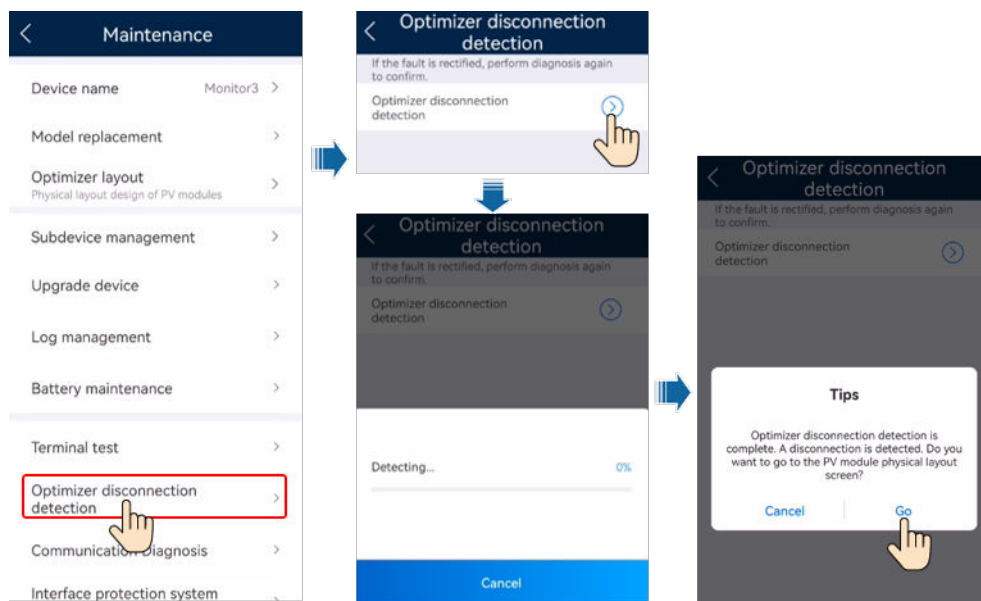 Maintenance
Device name
Monitor3
Model replacement
Optimizer layout
Physical layout design of PV modules
Subdevice management
Upgrade device
Log management
Battery maintenance
Terminal test
Optimizer disconnection
detection
Communication Diagnosis
Interface protection system
Optimizer disconnection
detection
If the fault is rectified, perform diagnosis again
to confirm.
Optimizer disconnection
detection
Optimizer disconnection
detection
If the fault is rectified, perform diagnosis again
to confirm.
Optimizer disconnection
detection
Detecting...
0%
Cancel
Optimizer disconnection
detection
If the fault is rectified, perform diagnosis again
to confirm.
Optimizer disconnection
detection
Tips
Optimizer disconnection detection is
complete. A disconnection is detected. Do you
want to go to the PV module physical layout
screen?
Cancel
Go